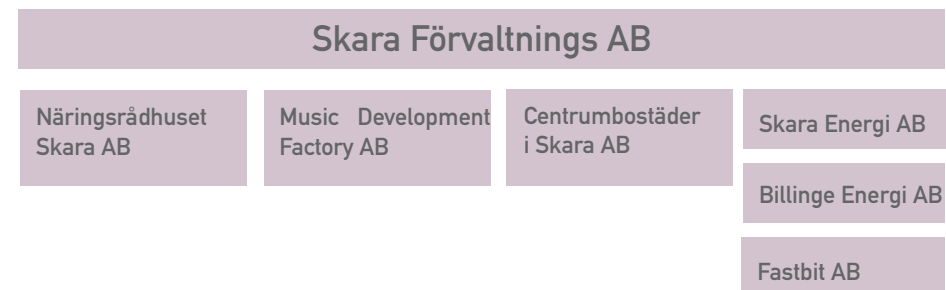 Skara Förvaltnings AB
Näringsrådhuset
Skara AB
Music Development
Factory AB
Centrumbostäder
i Skara AB
Skara Energi AB
Billinge Energi AB
Fastbit AB